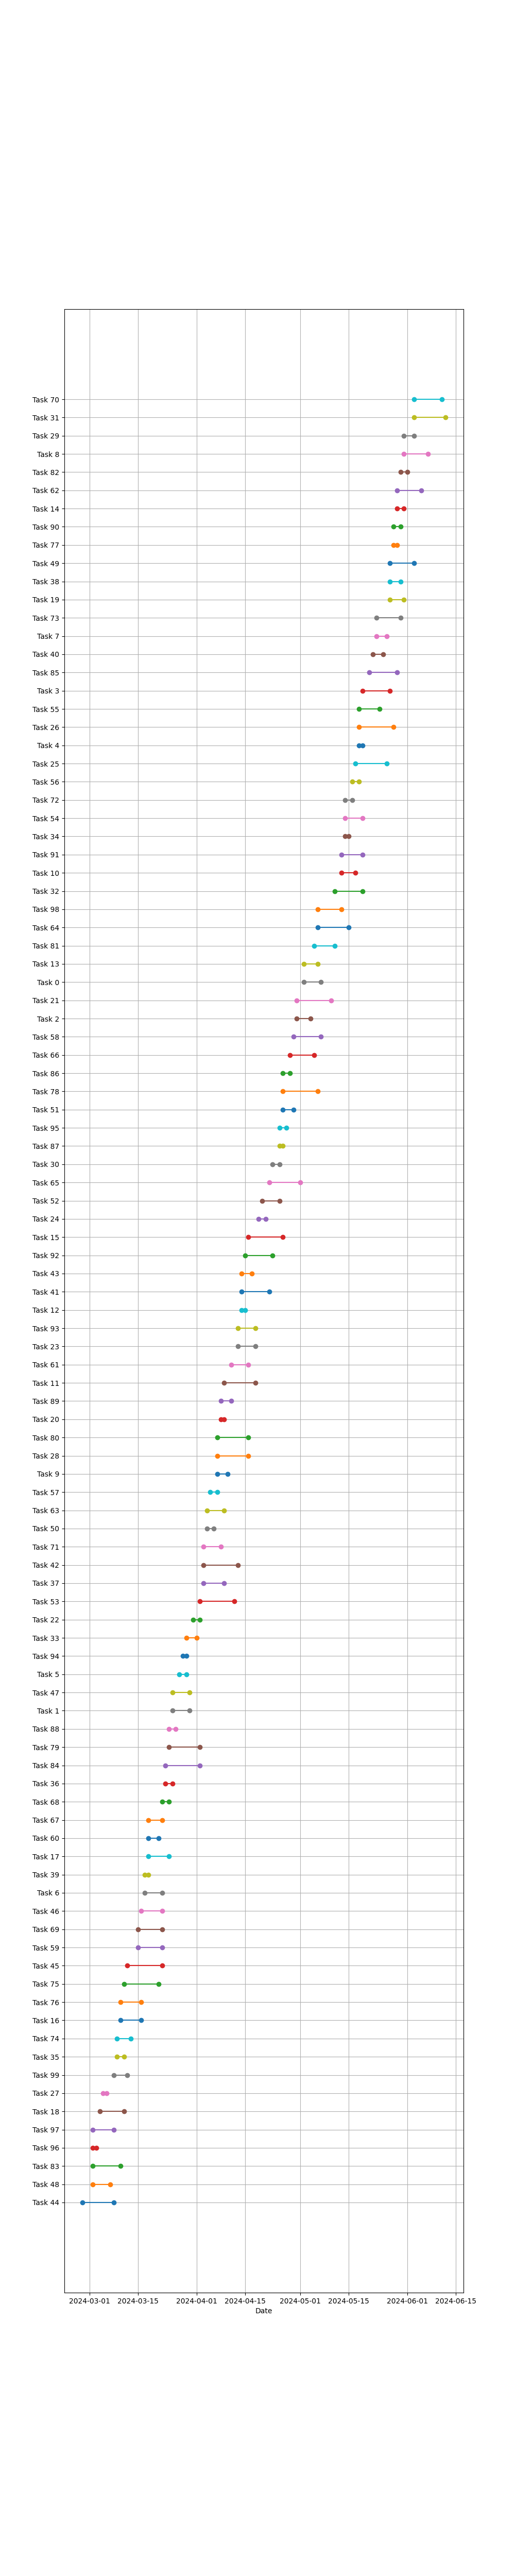 Task 70
Task 31
Task 29
Task 8
Task 82
Task 62
Task 14
Task 90
Task 77
Task 49
Task 38
Task 19
Task 73
Task 7
Task 40
Task 85
Task 3
Task 55
Task 26
Task 4
Task 25
Task 56
Task 72
Task 54
Task 34
Task 91
Task 10
Task 32
Task 98
Task 64
Task 81
Task 13
Task 0
Task 21
Task 2
Task 58
Task 66
Task 86
Task 78
Task 51
Task 95
Task 87
Task 30
Task 65
Task 52
Task 24
Task 15
Task 92
Task 43
Task 41
Task 12
Task 93
Task 23
Task 61
Task 11
Task 89
Task 20
Task 80
Task 28
Task 9
Task 57
Task 63
Task 50
Task 71
Task 42
Task 37
Task 53
Task 22
Task 33
Task 94
Task 5
Task 47
Task 1
Task 88
Task 79
Task 84
Task 36
Task 68
Task 67
Task 60
Task 17
Task 39
Task 6
Task 46
Task 69
Task 59
Task 45
Task 75
Task 76
Task 16
Task 74
Task 35
Task 99
Task 27
Task 18
Task 97
Task 96
Task 83
Task 48
Task 44
2024-03-01 2024-03-15 2024-04-01 2024-04-15 2024-05-01 2024-05-15 2024-06-01 2024-06-15
Date